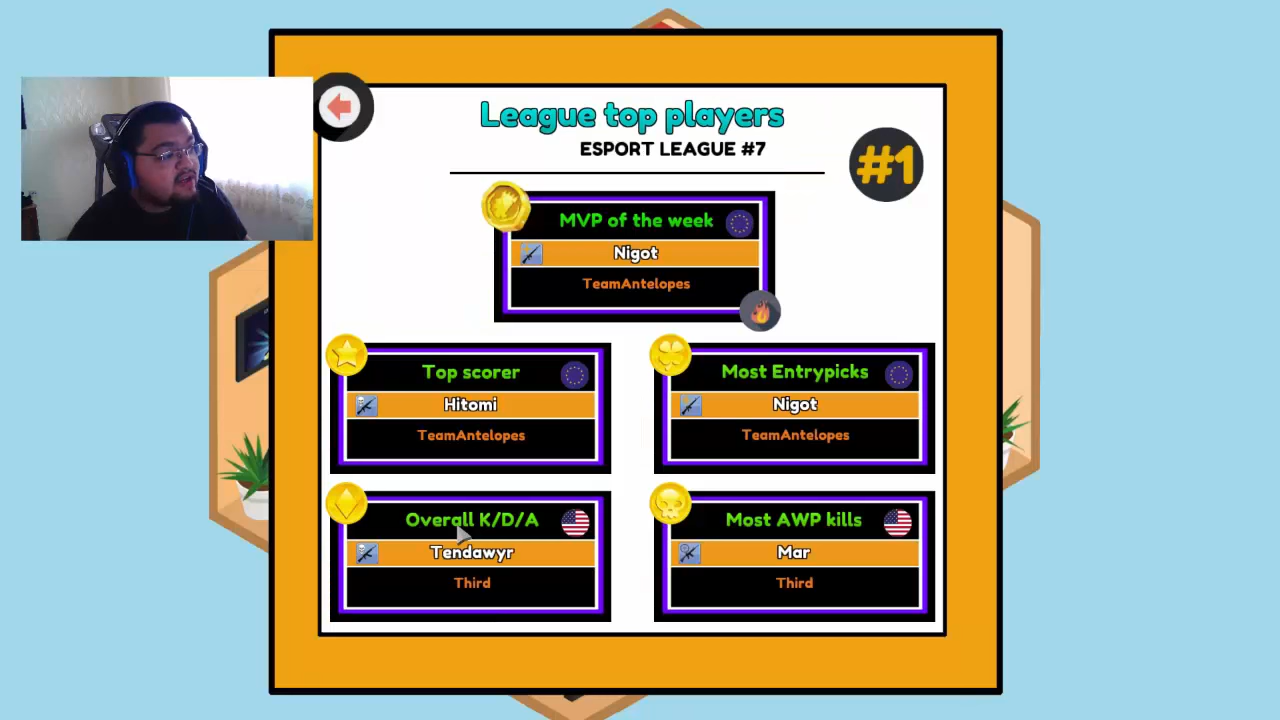 League top players
ESPORT LEAGUE #7
#1
MVP of the week
Nigot
TeamAntelopes
Top scorer
Hitomi
TeamAntelopes
Most Entrypicks
Nigot
TeamAntelopes
Overall K/D/A
Tendawyr
Third
Most AWP kills
Mar
Third